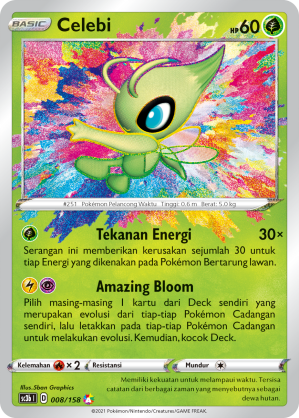 BASIC Celebi HP60
#251 Pokémon Pelancong Waktu. Tinggi: 0.6 m. Berat: 5.0 kg
Tekanan Energi 30×
Serangan ini memberikan kerusakan sejumlah 30 untuk
tiap Energi yang dikenakan pada Pokémon Bertarung lawan.
Amazing Bloom
Pilih masing-masing 1 kartu dari Deck sendiri yang
merupakan evolusi dari tiap-tiap Pokémon Cadangan
sendiri, lalu letakkan pada tiap-tiap Pokémon Cadangan
untuk melakukan evolusi. Kemudian, kocok Deck.
Kelemahan × 2 Resistansi Mundur
Illus. 5ban Graphics
sc3b I D 008/158
Memiliki kekuatan untuk melampaui waktu. Tersisa
catatan dari berbagai zaman yang menyebutnya sebagai
dewa hutan.
©2021 Pokémon/Nintendo/Creatures/GAME FREAK